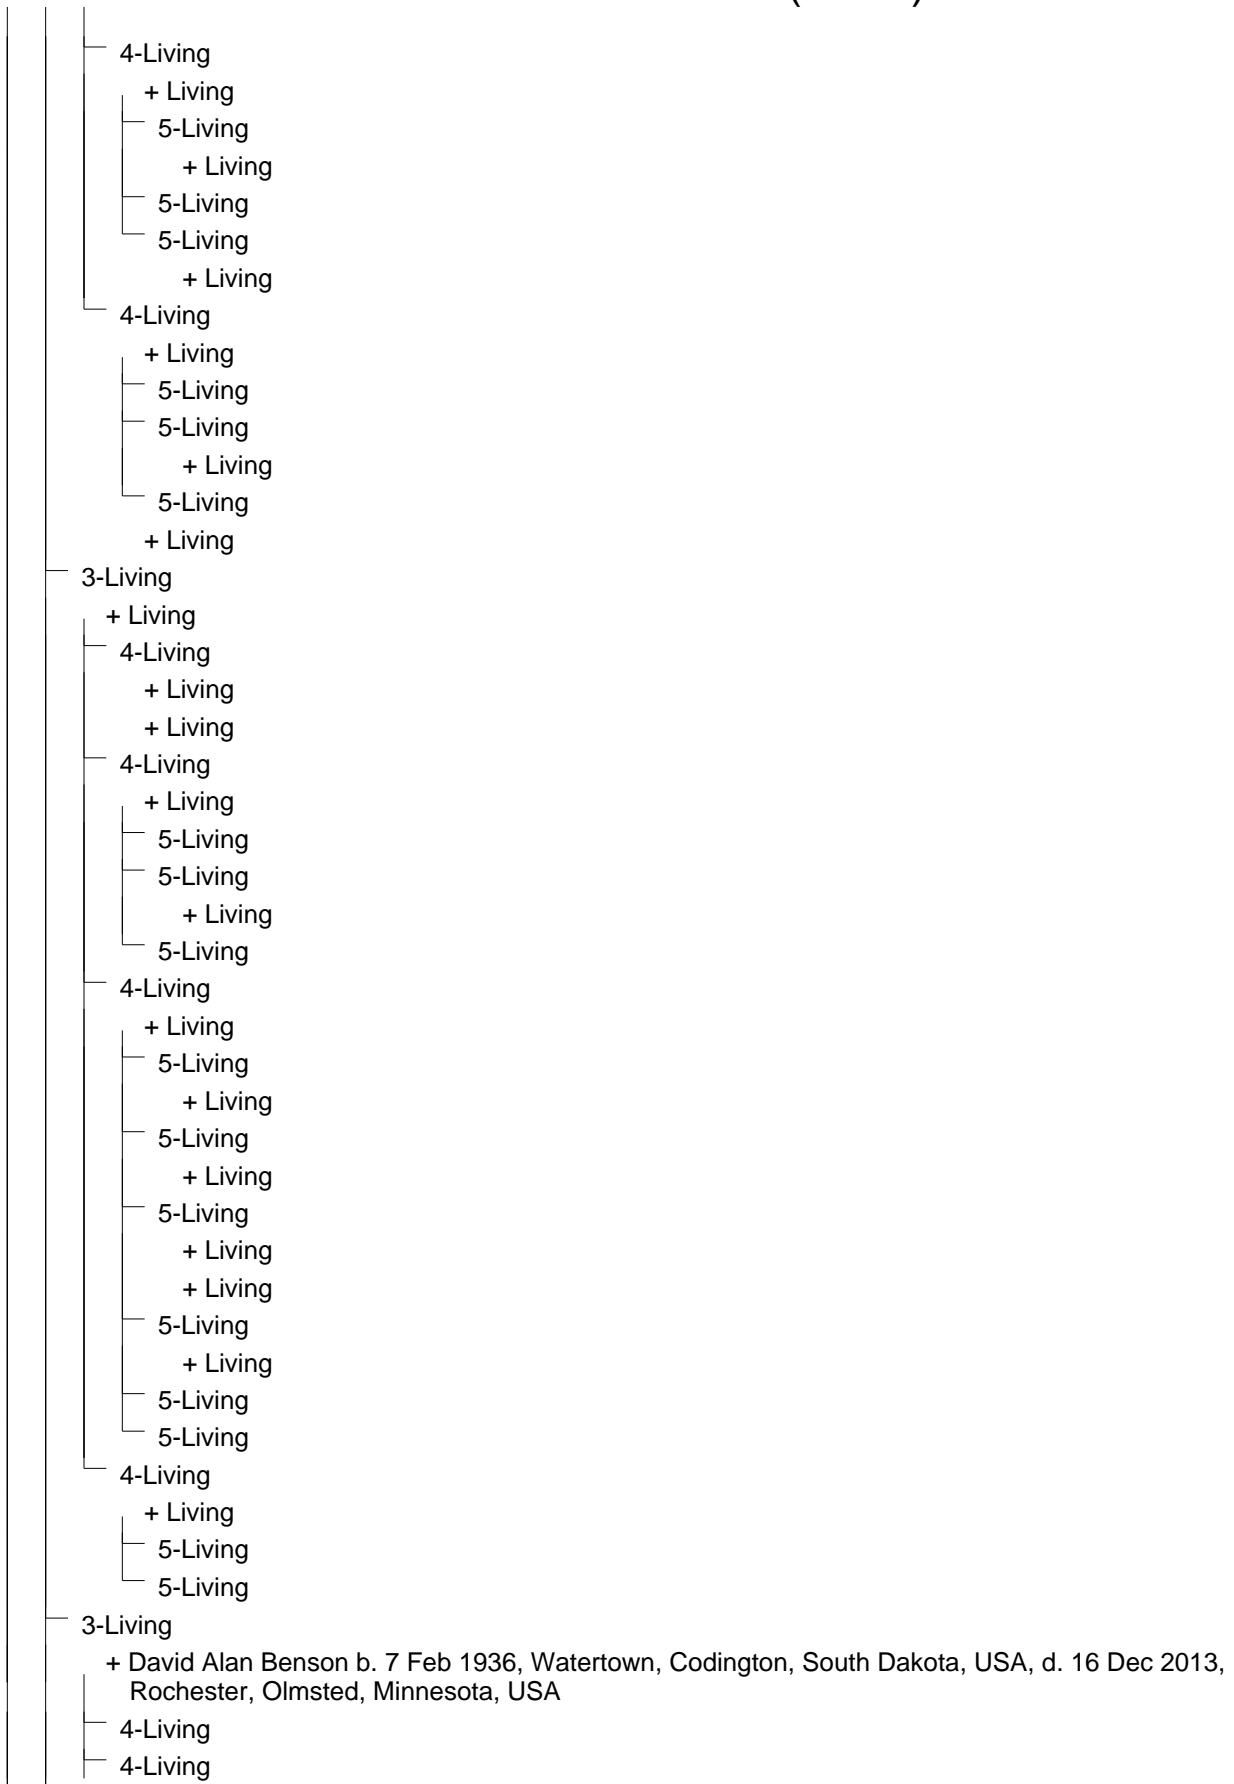 4-Living
+ Living
5-Living
+ Living
5-Living
5-Living
+ Living
4-Living
+ Living
5-Living
5-Living
+ Living
5-Living
+ Living
3-Living
+ Living
4-Living
+ Living
+ Living
4-Living
+ Living
5-Living
5-Living
+ Living
5-Living
4-Living
+ Living
5-Living
+ Living
5-Living
+ Living
5-Living
+ Living
+ Living
5-Living
+ Living
5-Living
5-Living
4-Living
+ Living
5-Living
5-Living
3-Living
+ David Alan Benson b. 7 Feb 1936, Watertown, Codington, South Dakota, USA, d. 16 Dec 2013,
Rochester, Olmsted, Minnesota, USA
4-Living
4-Living